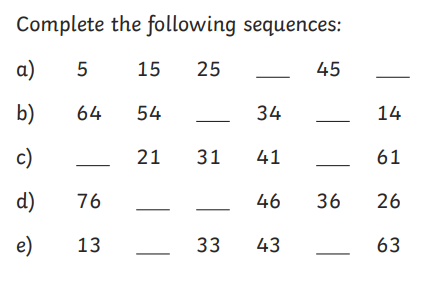 Complete the following sequences:
a) 5 15 25 ___ 45 ___
b) 64 54 ___ 34 ___ 14
c) ___ 21 31 41 ___ 61
d) 76 ___ ___ 46 36 26
e) 13 ___ 33 43 ___ 63